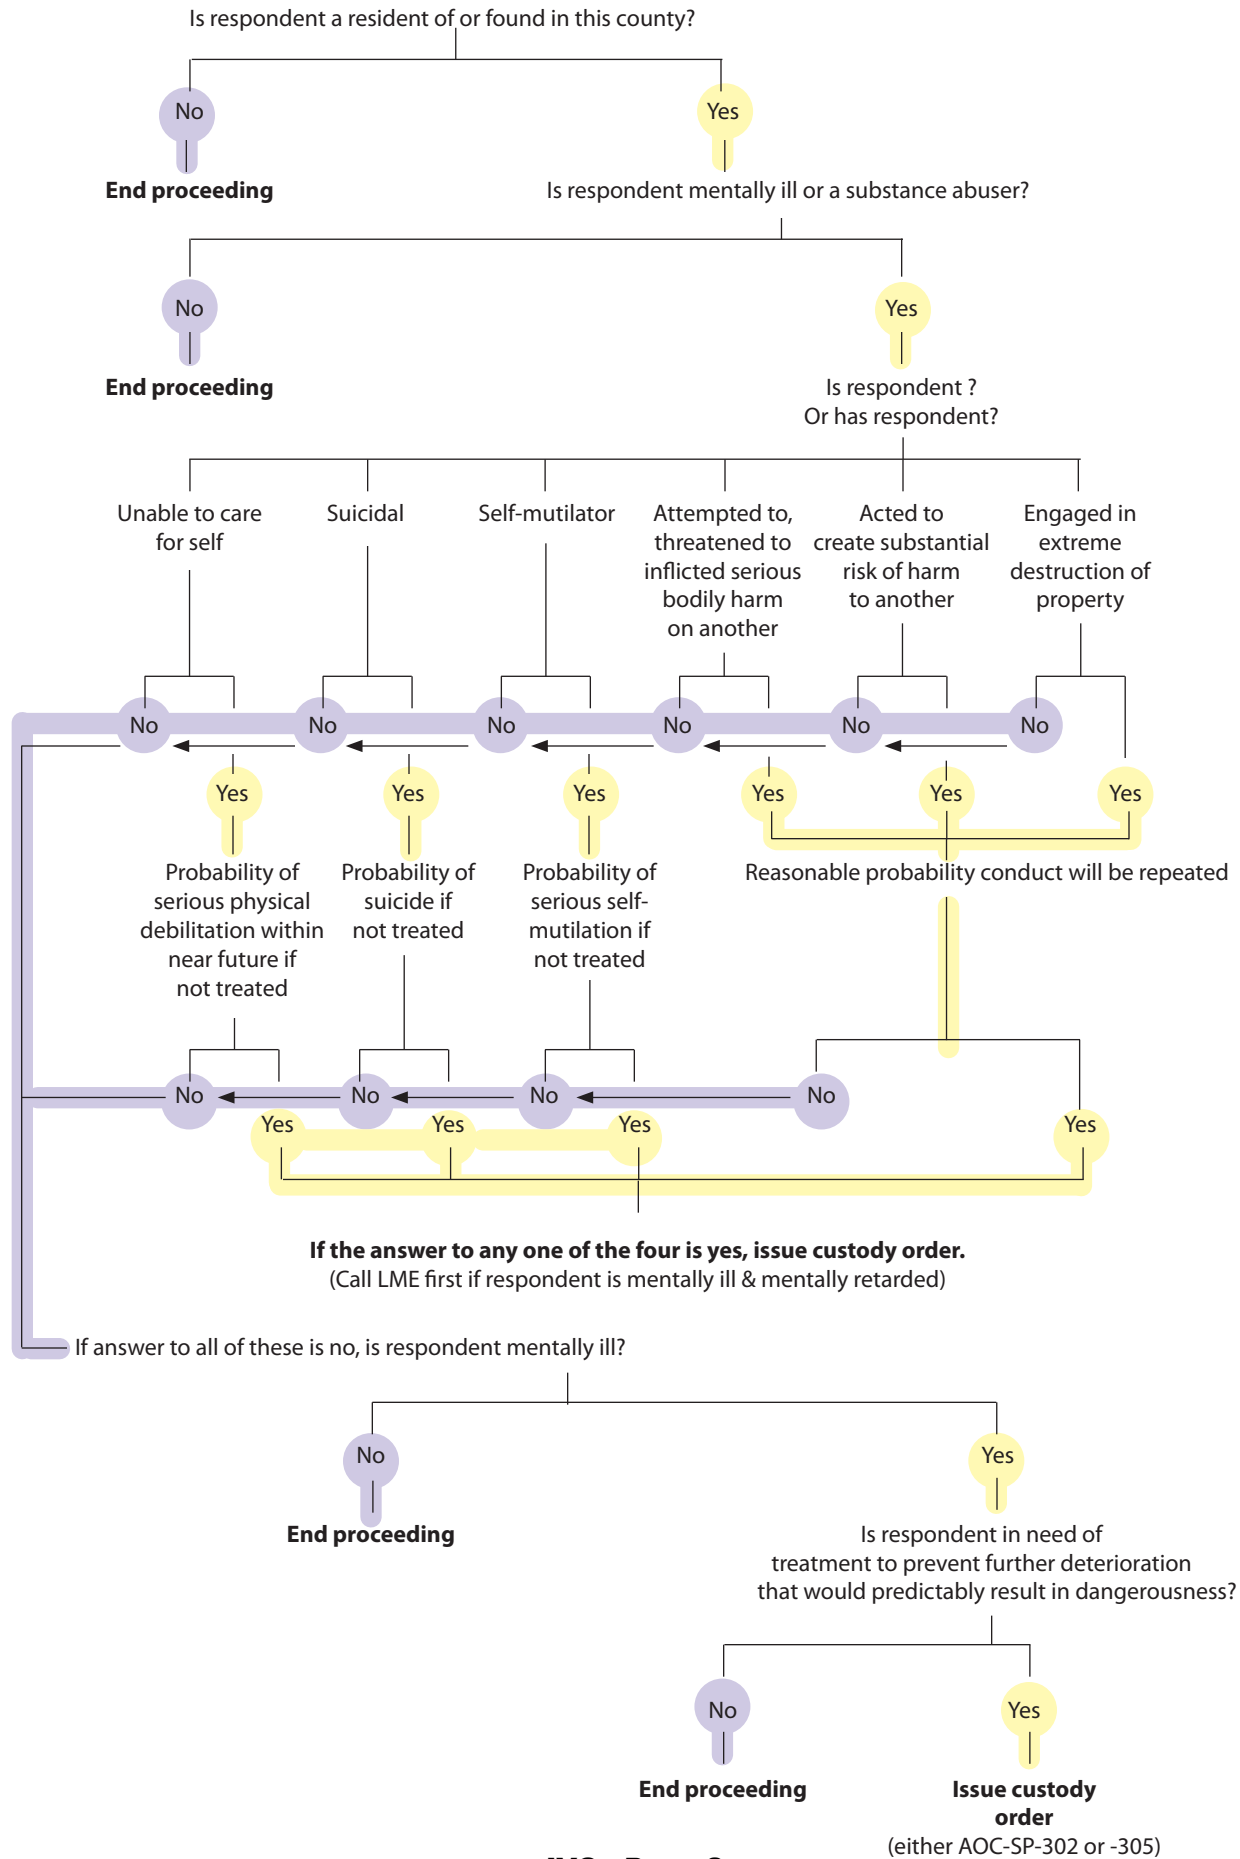 Is respondent a resident of or found in this county?
No
Yes
End proceeding
Is respondent mentally ill or a substance abuser?
No
Yes
End proceeding
Is respondent ?
Or has respondent?
Unable to care
for self
Suicidal
Self-mutilator
Attempted to,
threatened to
inflicted serious
bodily harm
on another
Acted to
create substantial
risk of harm
to another
Engaged in
extreme
destruction of
property
No
No
No
No
No
No
Yes
Yes
Yes
Yes
Yes
Yes
Probability of
serious physical
debilitation within
near future if
not treated
Probability of
suicide if
not treated
Probability of
serious self-
mutilation if
not treated
Reasonable probability conduct will be repeated
No
No
No
No
Yes
Yes
Yes
Yes
If the answer to any one of the four is yes, issue custody order.
(Call LME first if respondent is mentally ill & mentally retarded)
If answer to all of these is no, is respondent mentally ill?
No
Yes
End proceeding
Is respondent in need of
treatment to prevent further deterioration
that would predictably result in dangerousness?
No
Yes
End proceeding
Issue custody
order
(either AOC-SP-302 or -305)